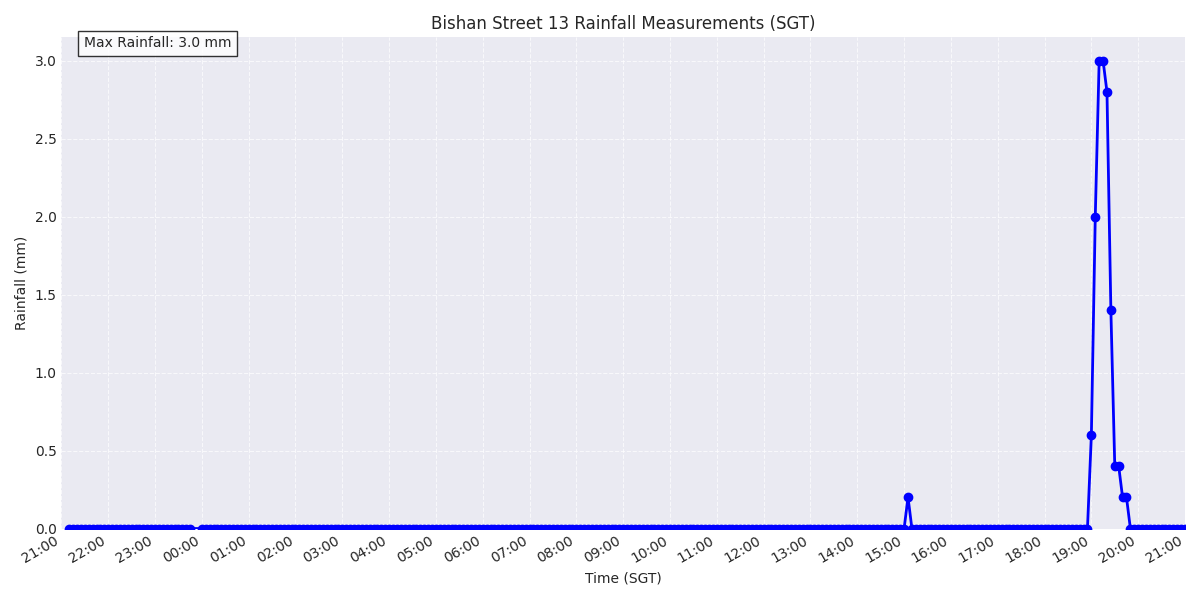 Bishan Street 13 Rainfall Measurements (SGT)
Max Rainfall: 3.0 mm
3.0
2.5
2.0
1.5
1.0
0.5
0.0
Rainfall (mm)
21:00 22:00 23:00 00:00 01:00 02:00 03:00 04:00 05:00 06:00 07:00 08:00 09:00 10:00 11:00 12:00 13:00 14:00 15:00 16:00 17:00 18:00 19:00 20:00 21:00
Time (SGT)